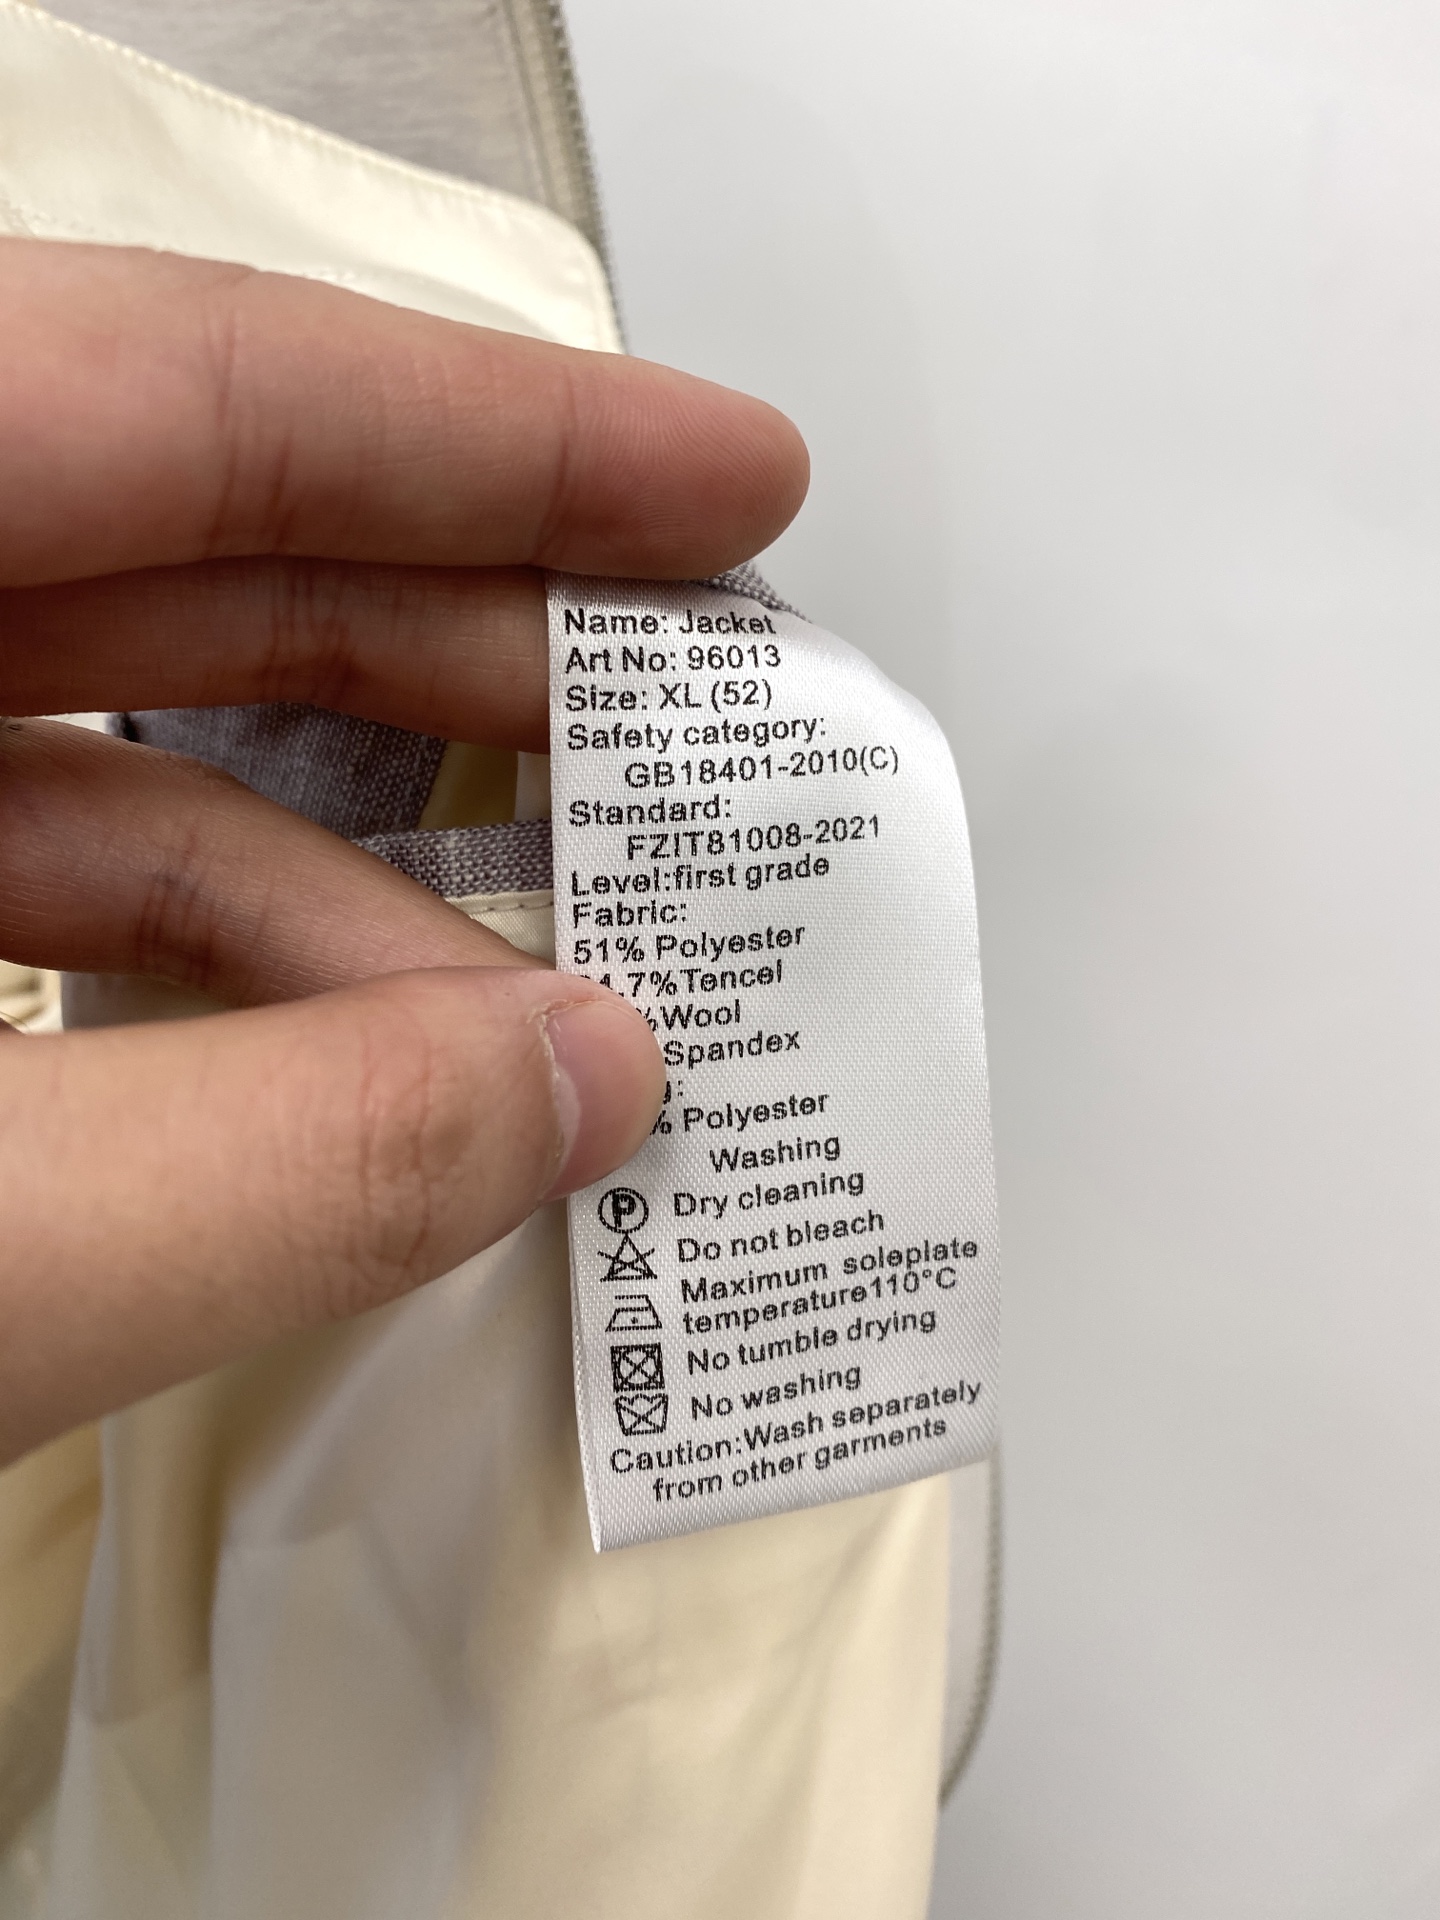 Name: Jacket
Art No: 96013
Size: XL (52)
Safety category:
GB18401-2010(C)
Standard:
FZIT81008-2021
Level:first grade
Fabric:
51% Polyester
.7%Tencel
%Wool
Spandex
% Polyester
Washing
P Dry cleaning
Do not bleach
Maximum soleplate
temperature110°C
No tumble drying
No washing
Caution:Wash separately
from other garments